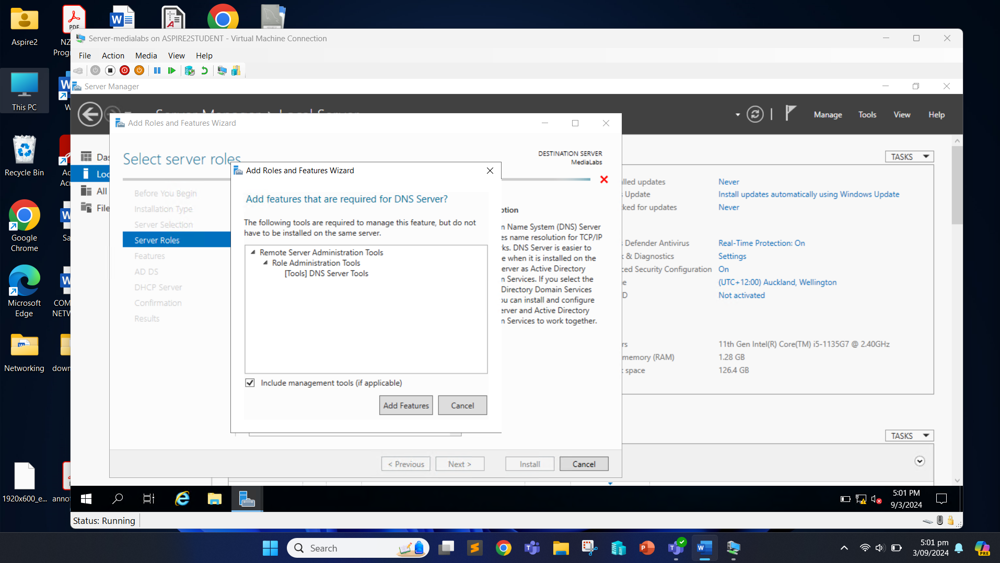 Aspire2
PDF
NZ
Progr
Server-medialabs on ASPIRE2STUDENT - Virtual Machine Connection
File Action Media View Help
Server Manager
This PC
W
Manage Tools View Help
Add Roles and Features Wizard
Select server roles
DESTINATION SERVER
MediaLabs
TASKS
Das
Loc
All
File
Recycle Bin
Ad
Acr
Add Roles and Features Wizard
Before You Begin
Installation Type
Server Selection
Server Roles
Features
AD DS
DHCP Server
Confirmation
Results
Add features that are required for DNS Server?
The following tools are required to manage this feature, but do not
have to be installed on the same server.
Remote Server Administration Tools
Role Administration Tools
[Tools] DNS Server Tools
Include management tools (if applicable)
Add Features Cancel
ption
n Name System (DNS) Server
es name resolution for TCP/IP
ks. DNS Server is easier to
e when it is installed on the
erver as Active Directory
n Services. If you select the
Directory Domain Services
ou can install and configure
erver and Active Directory
n Services to work together.
lled updates Never
Update Install updates automatically using Windows Update
ked for updates Never
Defender Antivirus Real-Time Protection: On
& Diagnostics Settings
ced Security Configuration On
e (UTC+12:00) Auckland, Wellington
D Not activated
rs 11th Gen Intel(R) Core(TM) i5-1135G7 @ 2.40GHz
memory (RAM) 1.28 GB
space 126.4 GB
TASKS
< Previous Next > Install Cancel
Google
Chrome
Sa
Microsoft
Edge
COM
NETW
Networking
down
1920x600_e...
anno
5:01 PM
9/3/2024
Status: Running
Search
5:01 pm
3/09/2024
PRE